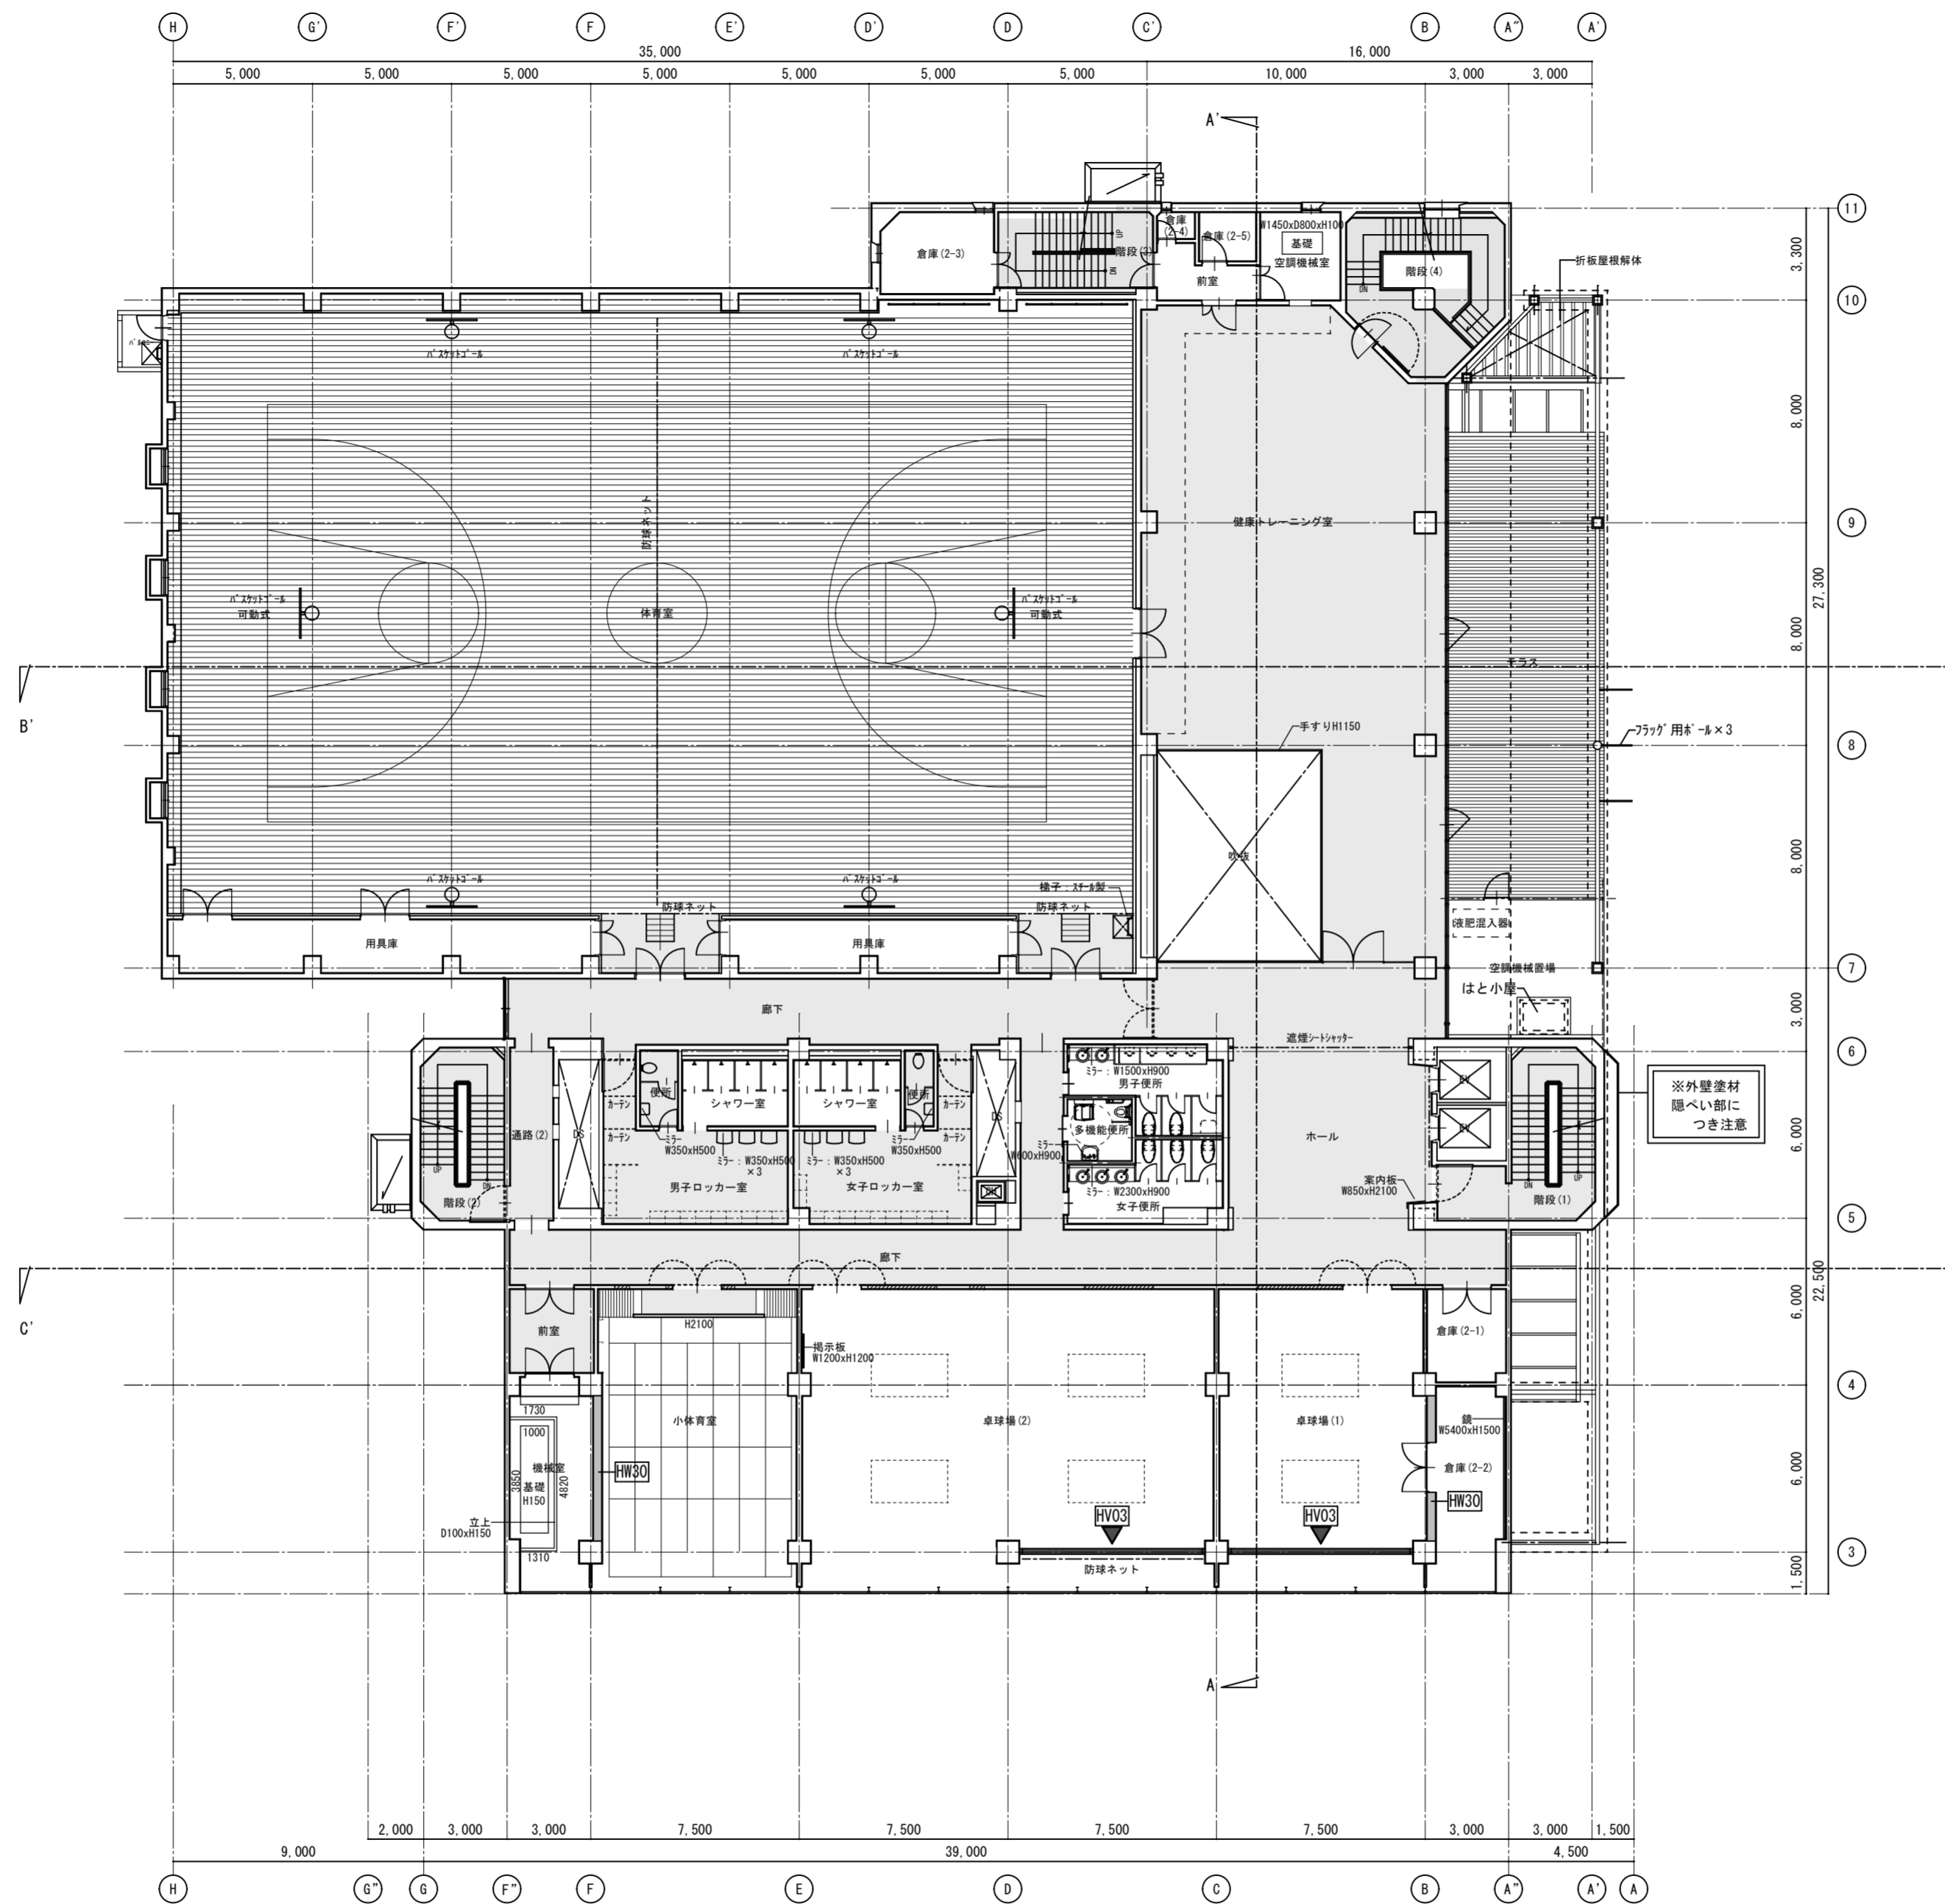 H G' F' F E' D' D C' B A" A'
35,000 16,000
5,000 5,000 5,000 5,000 5,000 5,000 5,000 10,000 3,000 3,000
A'
11
倉庫(2-3)
階段(3)
UP
DN
倉庫
(2-4)
倉庫(2-5)
W1450xD800xH100
基礎
空調機械室
前室
階段(4)
DN
折板屋根解体
3,300
10
バスケットゴール
バスケットゴール
8,000
防球ネット
健康トレーニング室
9
バスケットゴール
可動式
体育室
バスケットゴール
可動式
27,300
8,000
テラス
B'
手すりH1150
フラッグ用ポール×3
8
吹抜
8,000
バスケットゴール
バスケットゴール
梯子：スチール製
防球ネット
防球ネット
用具庫
用具庫
液肥混入器
空調機械置場
7
はと小屋
廊下
3,000
遮煙シートシャッター
6
便所
シャワー室
シャワー室
便所
カーテン
カーテン
カーテン
カーテン
ミラー
W350xH500
ミラー
W350xH500
ミラー：W350xH500
×3
ミラー：W350xH500
×3
通路(2)
DS
DS
男子ロッカー室
女子ロッカー室
階段(2)
UP
DN
ミラー：W1500xH900
男子便所
多機能便所
ミラー
W600xH900
ミラー：W2300xH900
女子便所
ホール
EV
EV
案内板
W850xH2100
階段(1)
DN
UP
※外壁塗材
隠ぺい部に
つき注意
6,000
5
廊下
C'
22,500
6,000
前室
H2100
掲示板
W1200xH1200
倉庫(2-1)
4
1730
1000
機械室
基礎
H150
3850
4820
立上
D100xH150
1310
HW30
小体育室
卓球場(2)
卓球場(1)
鏡
W5400xH1500
倉庫(2-2)
HW30
HV03
HV03
6,000
防球ネット
3
1,500
A
2,000 3,000 3,000 7,500 7,500 7,500 7,500 3,000 3,000 1,500
9,000 39,000 4,500
H G" G F" F E D C B A" A' A